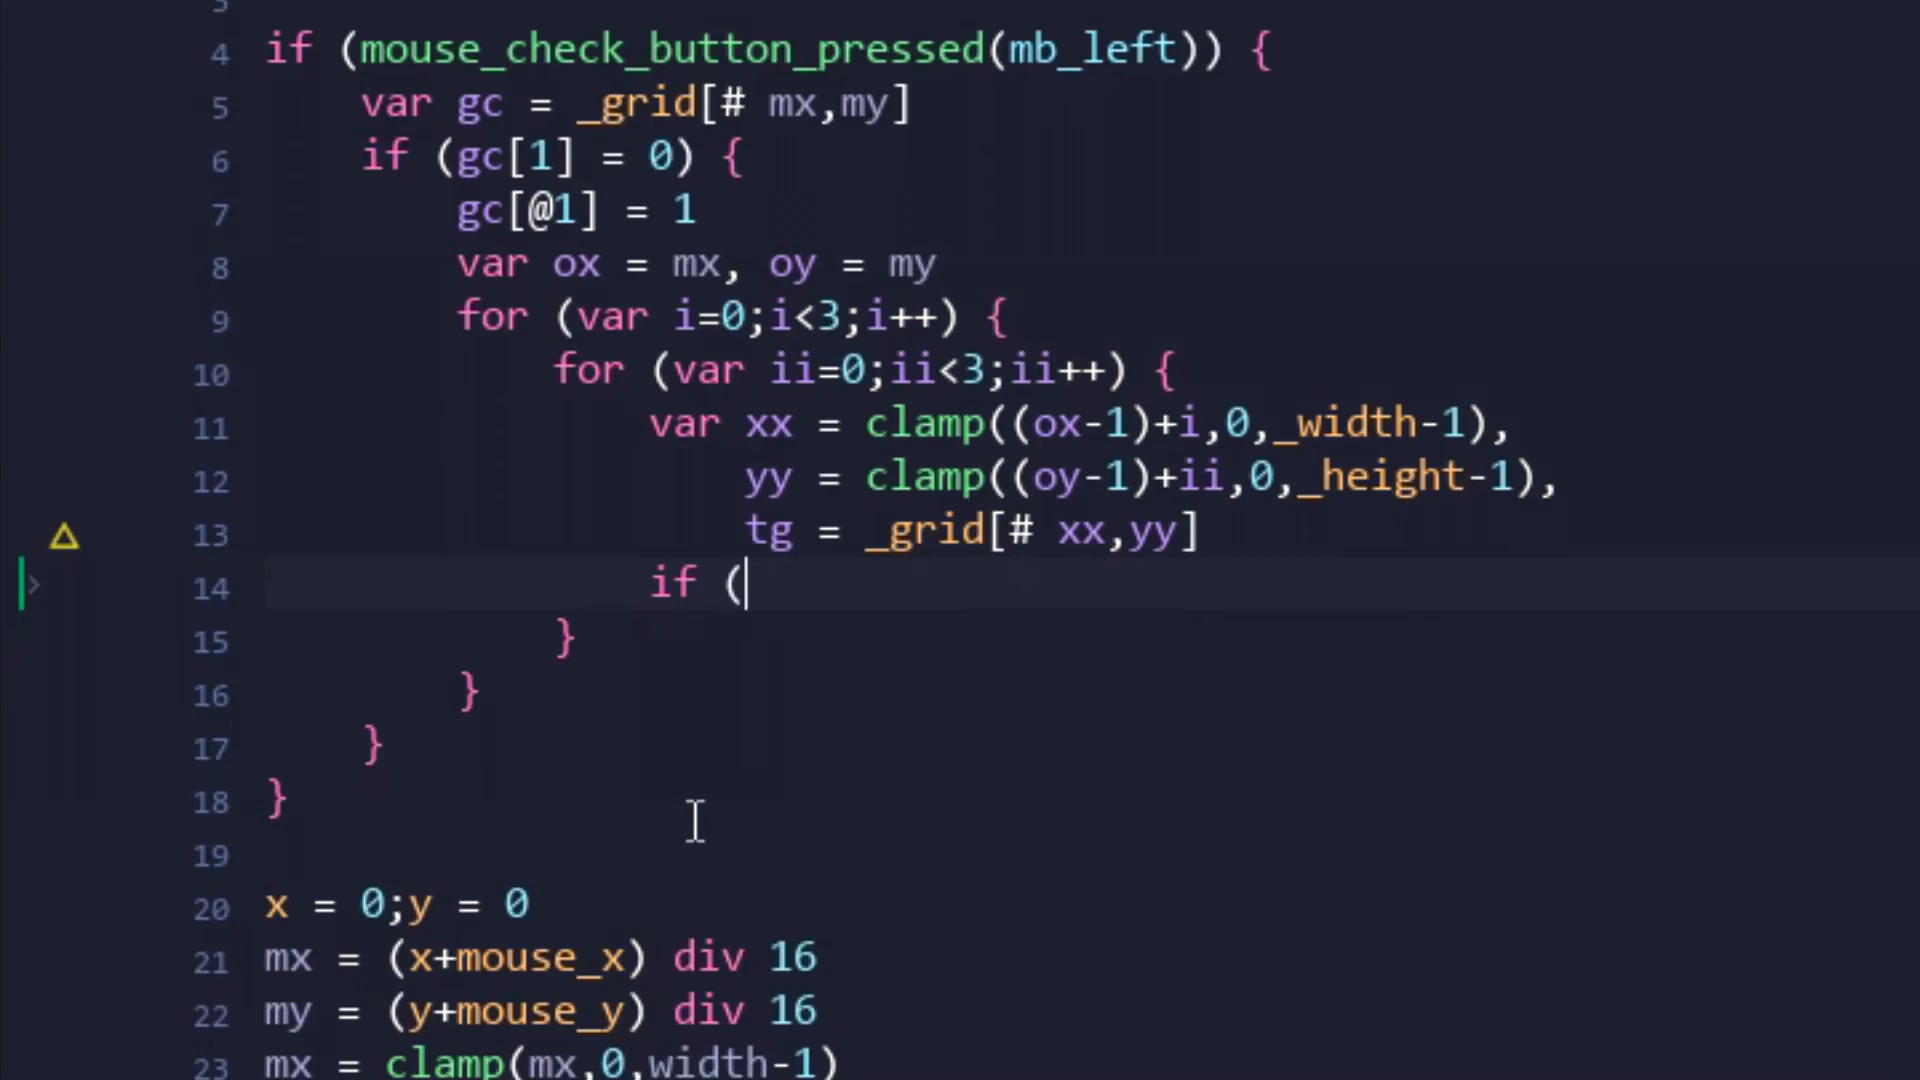 3
4 if (mouse_check_button_pressed(mb_left)) {
5 var gc = _grid[# mx,my]
6 if (gc[1] = 0) {
7 gc[@1] = 1
8 var ox = mx, oy = my
9 for (var i=0;i<3;i++) {
10 for (var ii=0;ii<3;ii++) {
11 var xx = clamp((ox-1)+i,0,_width-1),
12 yy = clamp((oy-1)+ii,0,_height-1),
13 tg = _grid[# xx,yy]
14 if (
15 }
16 }
17 }
18 }
19
20 x = 0;y = 0
21 mx = (x+mouse_x) div 16
22 my = (y+mouse_y) div 16
23 mx = clamp(mx,0,width-1)